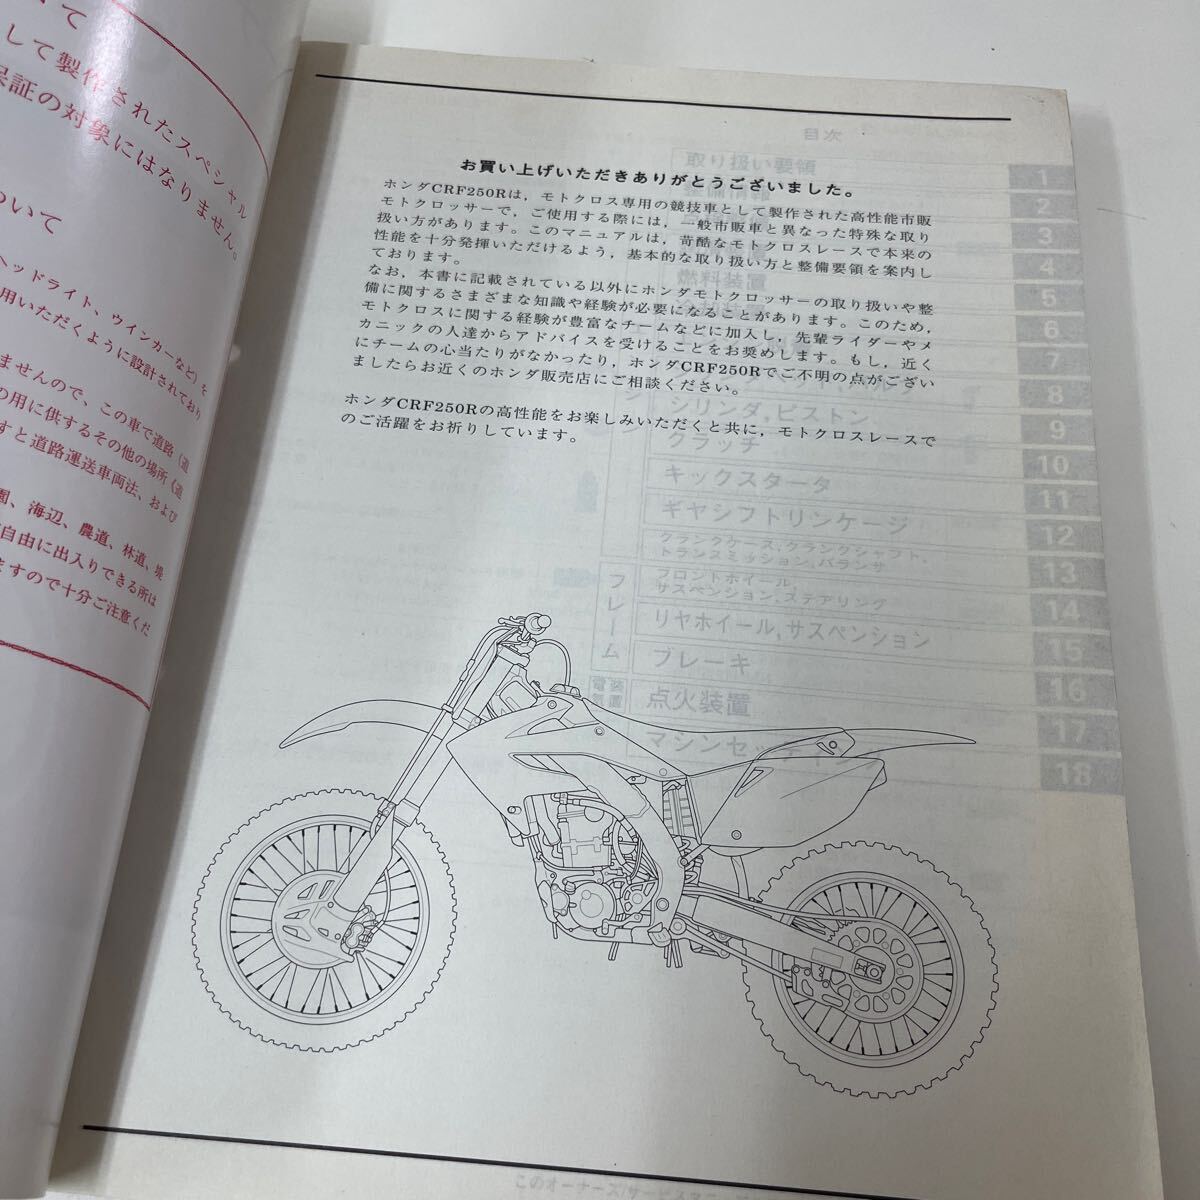 いて
して製作されたスペシャル
保証の対象にはなりません。
ついて
ヘッドライト、ウインカーなど）を
用いただくように設計されており
ませんので、この車で道路（道
の用に供するその他の場所（道
すと道路運送車両法、および
園、海辺、農道、林道、堤
自由に出入りできる所は
ますので十分ご注意くだ
お買い上げいただきありがとうございました。
ホンダCRF250Rは，モトクロス専用の競技車として製作された高性能市販
モトクロッサーで，ご使用する際には，一般市販車と異なった特殊な取り
扱い方があります。このマニュアルは，苛酷なモトクロスレースで本来の
性能を十分発揮いただけるよう，基本的な取り扱い方と整備要領を案内し
ております。
なお，本書に記載されている以外にホンダモトクロッサーの取り扱いや整
備に関するさまざまな知識や経験が必要になることがあります。このため，
モトクロスに関する経験が豊富なチームなどに加入し，先輩ライダーやメ
カニックの人達からアドバイスを受けることをお奨めします。もし，近く
にチームの心当たりがなかったり，ホンダCRF250Rでご不明の点がござい
ましたらお近くのホンダ販売店にご相談ください。
ホンダCRF250Rの高性能をお楽しみいただくと共に，モトクロスレースで
のご活躍をお祈りしています。
目次
取り扱い要領
燃料装置
シリンダ,ピストン
クラッチ
キックスタータ
ギヤシフトリンケージ
クランクケース,クランクシャフト,
トランスミッション,バランサ
フロントホイール,
サスペンション,ステアリング
リヤホイール,サスペンション
ブレーキ
点火装置
フレーム
電装装置
1
2
3
4
5
6
7
8
9
10
11
12
13
14
15
16
17
18